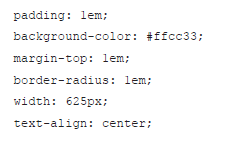 padding: 1em;
background-color: #ffcc33;
margin-top: 1em;
border-radius: 1em;
width: 625px;
text-align: center;